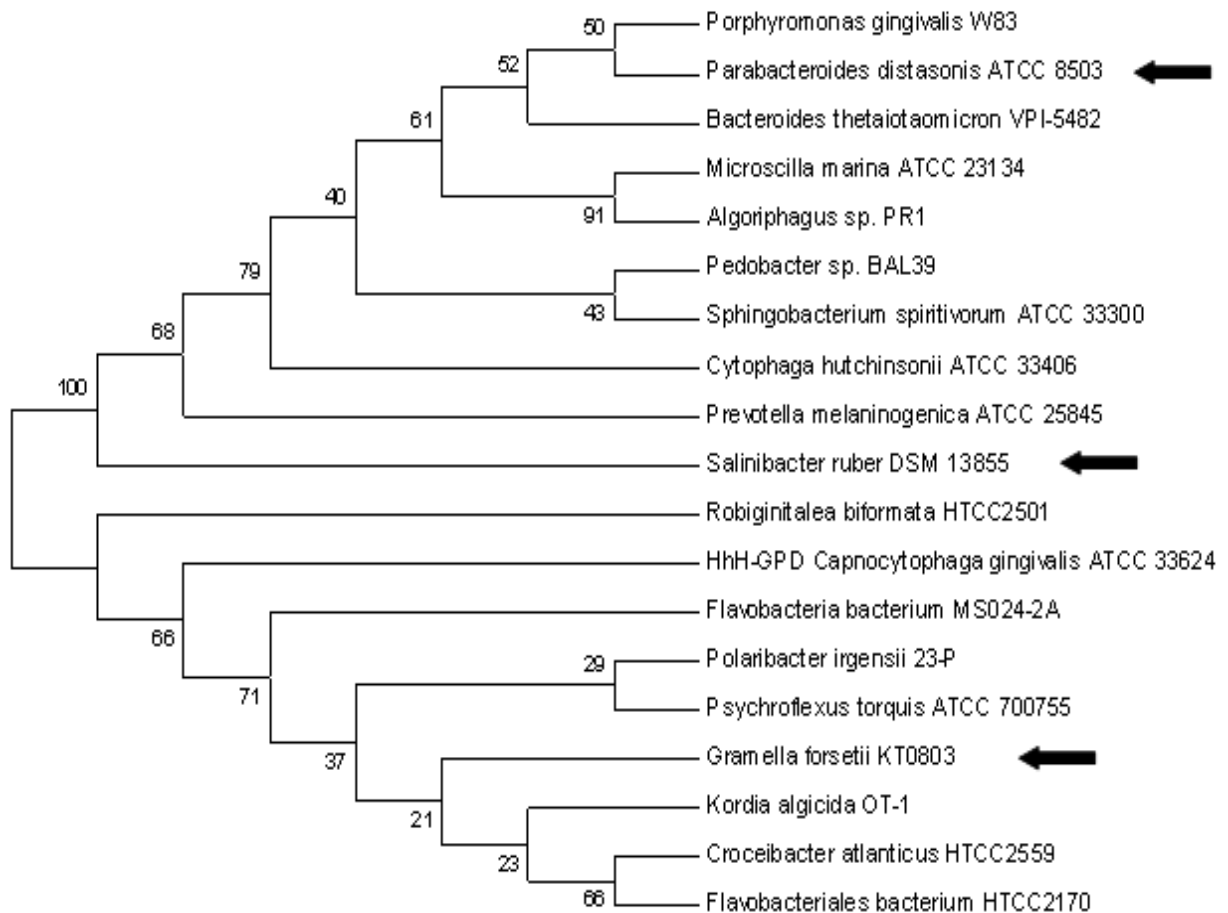 50
Porphyromonas gingivalis W83
Parabacteroides distasonis ATCC 8503
52
Bacteroides thetaiotaomicron VPI-5482
61
Microscilla marina ATCC 23134
40
91
Algoriphagus sp. PR1
79
Pedobacter sp. BAL39
43
Sphingobacterium spiritivorum ATCC 33300
68
Cytophaga hutchinsonii ATCC 33406
100
Prevotella melaninogenica ATCC 25845
Salinibacter ruber DSM 13855
Robiginitalea biformata HTCC2501
HhH-GPD Capnocytophaga gingivalis ATCC 33624
66
Flavobacteria bacterium MS024-2A
29
Polaribacter irgensii 23-P
71
Psychroflexus torquis ATCC 700755
37
Gramella forsetii KT0803
21
Kordia algicida OT-1
23
Croceibacter atlanticus HTCC2559
66
Flavobacteriales bacterium HTCC2170